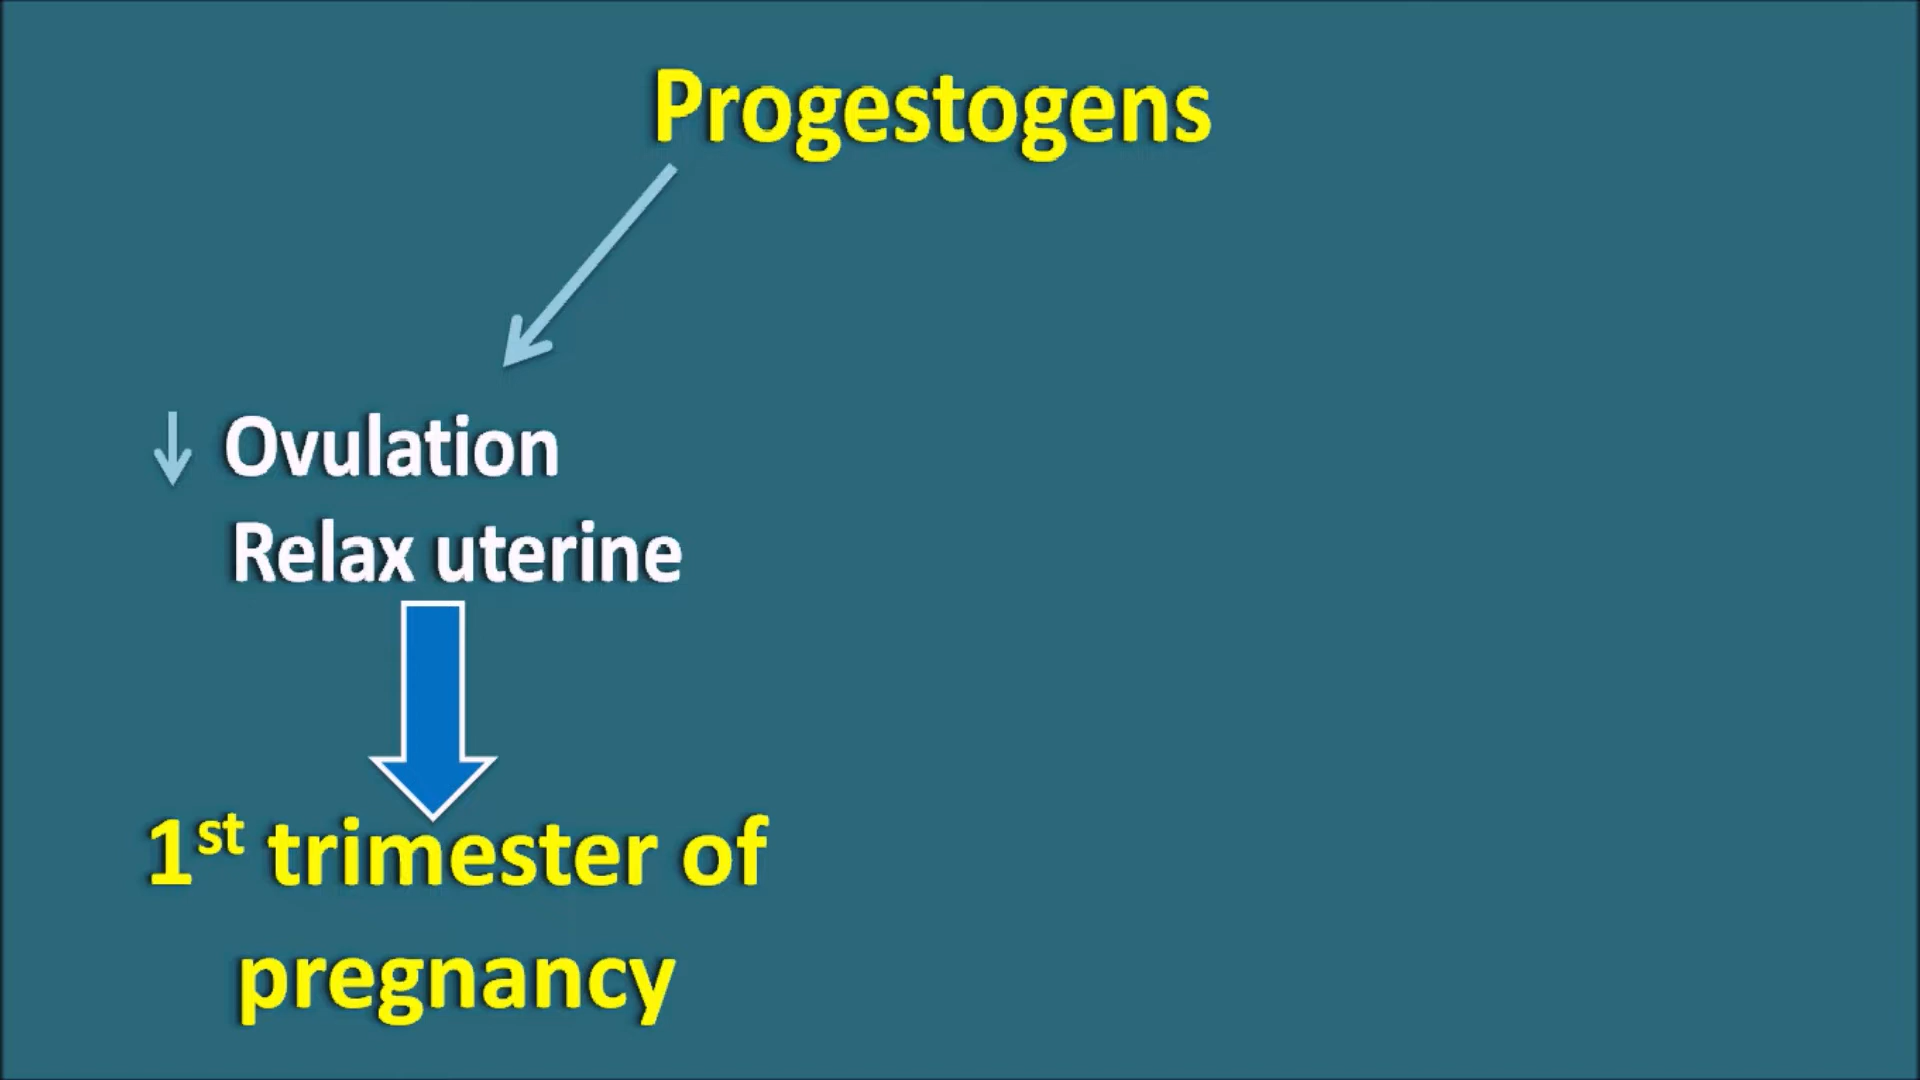 Progestogens
↓ Ovulation
Relax uterine
1st trimester of
pregnancy